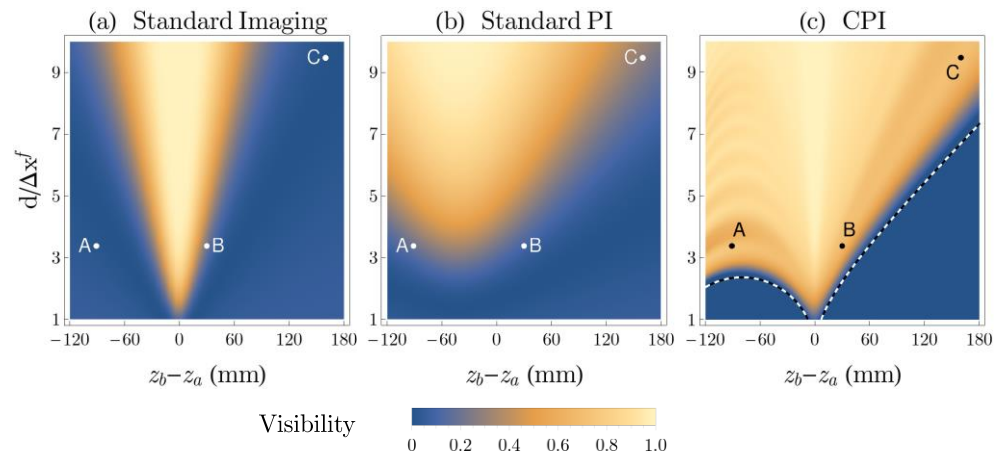 (a) Standard Imaging
(b) Standard PI
(c) CPI
d/Δxᶠ
9
7
5
3
1
A
B
C
−120 −60 0 60 120 180
z_b−z_a (mm)
9
7
5
3
1
A
B
C
−120 −60 0 60 120 180
z_b−z_a (mm)
9
7
5
3
1
A
B
C
−120 −60 0 60 120 180
z_b−z_a (mm)
Visibility
0 0.2 0.4 0.6 0.8 1.0